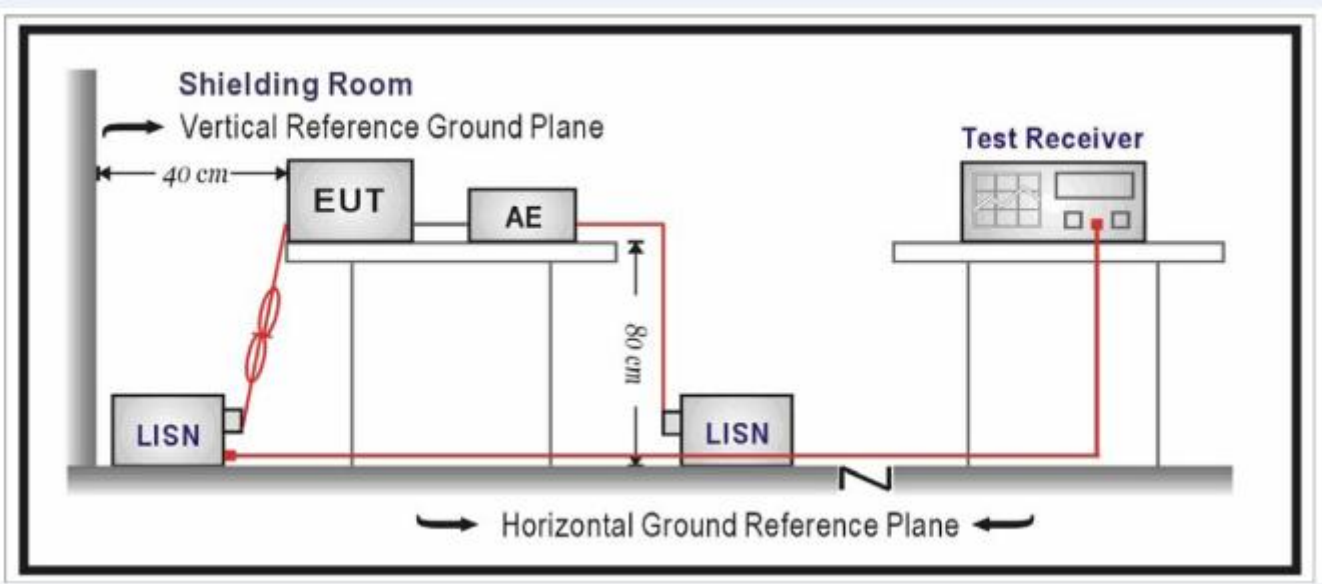 Shielding Room
Vertical Reference Ground Plane
Test Receiver
40 cm
EUT
AE
80 cm
LISN
LISN
Horizontal Ground Reference Plane